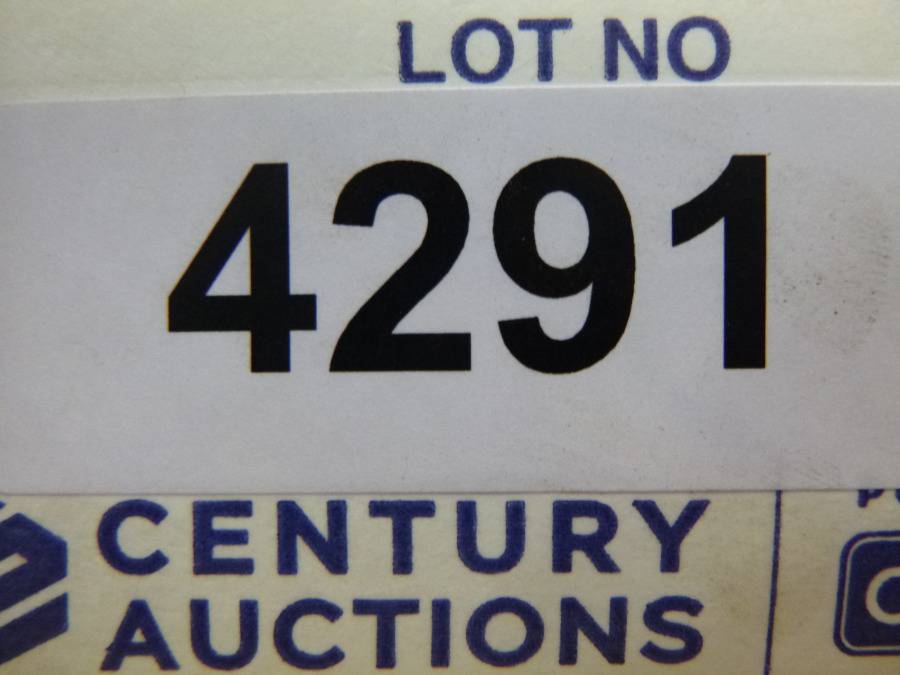 LOT NO
4291
CENTURY
AUCTIONS